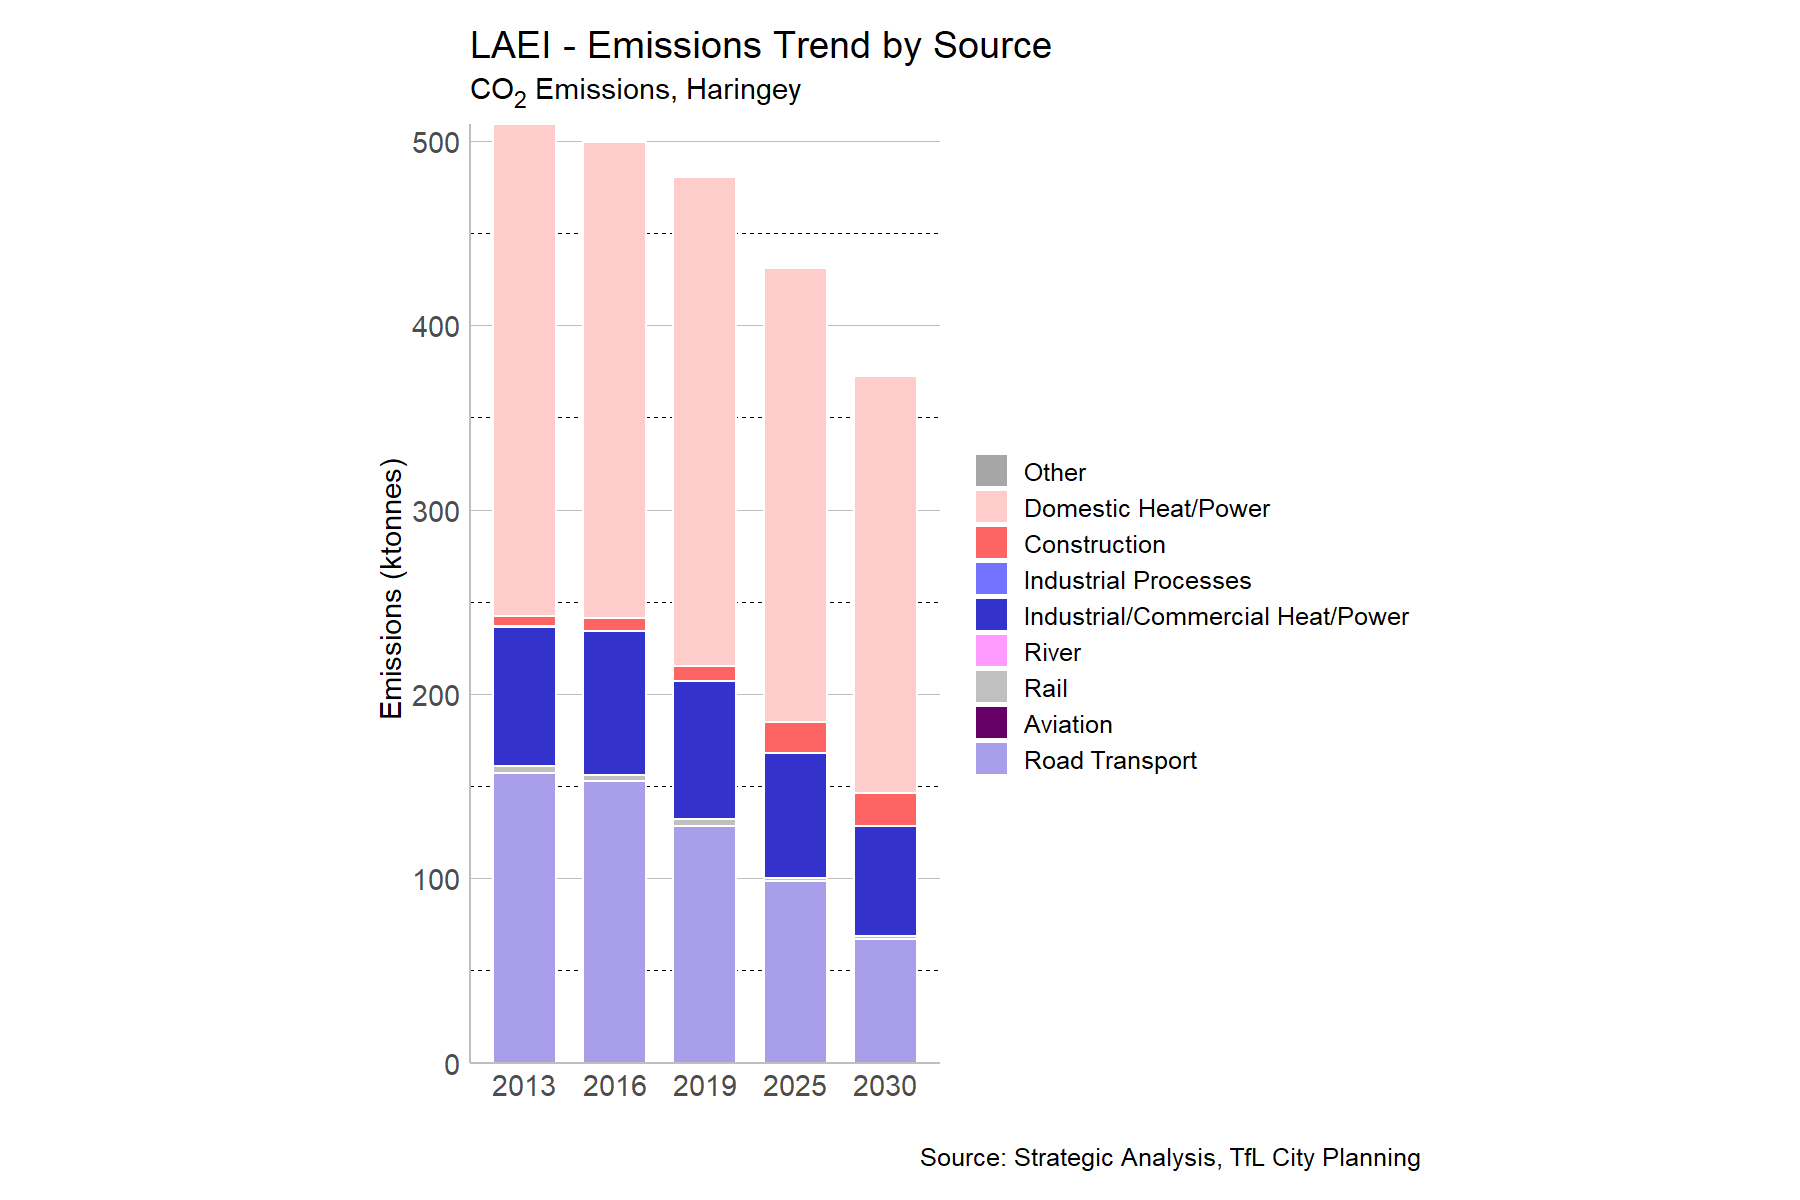 LAEI - Emissions Trend by Source
CO2 Emissions, Haringey
Emissions (ktonnes)
500
400
300
200
100
0
2013 2016 2019 2025 2030
Other
Domestic Heat/Power
Construction
Industrial Processes
Industrial/Commercial Heat/Power
River
Rail
Aviation
Road Transport
Source: Strategic Analysis, TfL City Planning